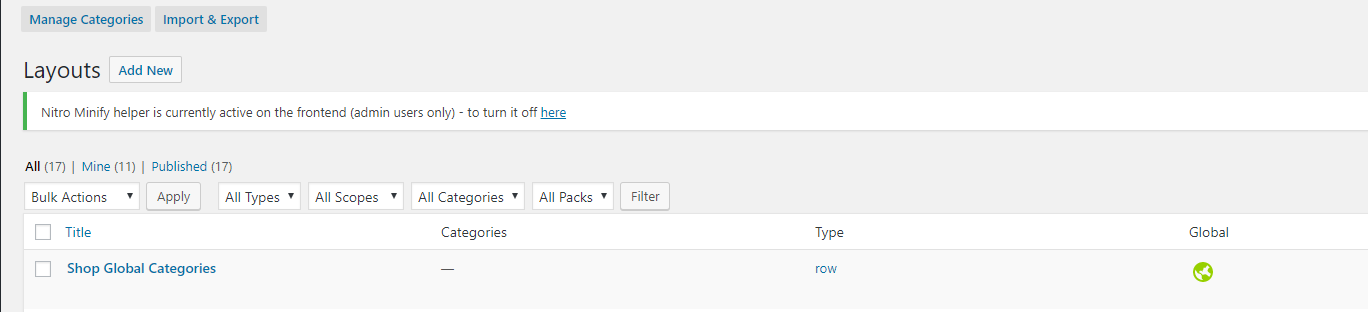 Manage Categories Import & Export
Layouts Add New
Nitro Minify helper is currently active on the frontend (admin users only) - to turn it off here
All (17) | Mine (11) | Published (17)
Bulk Actions Apply All Types All Scopes All Categories All Packs Filter
Title Categories Type Global
Shop Global Categories — row